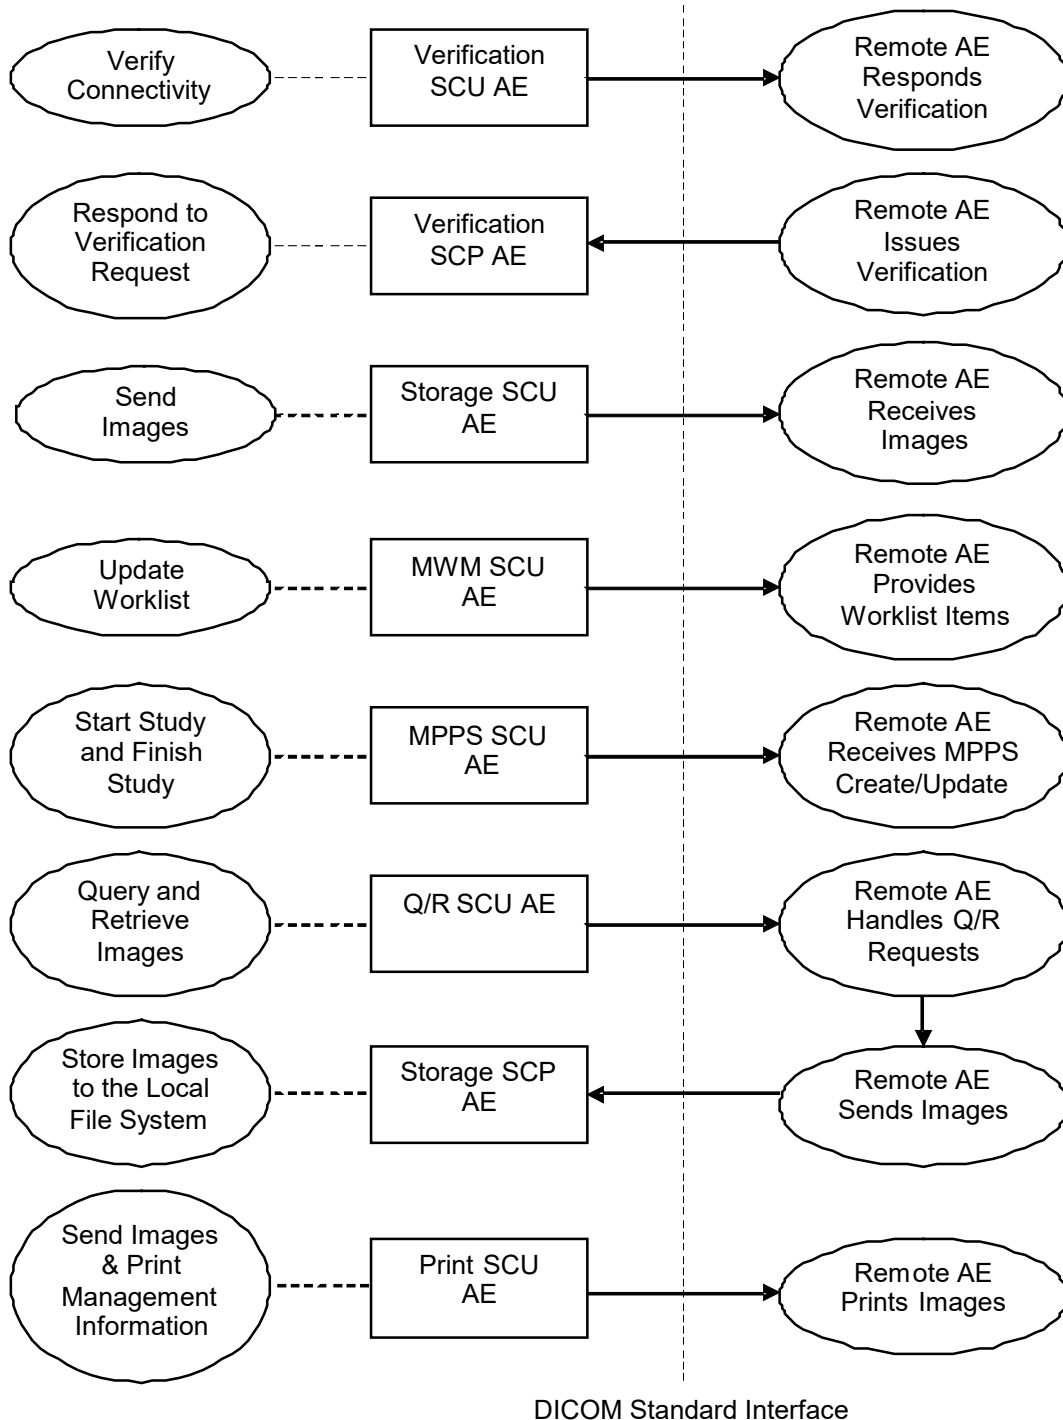 Verify
Connectivity
Verification
SCU AE
Remote AE
Responds
Verification
Respond to
Verification
Request
Verification
SCP AE
Remote AE
Issues
Verification
Send
Images
Storage SCU
AE
Remote AE
Receives
Images
Update
Worklist
MWM SCU
AE
Remote AE
Provides
Worklist Items
Start Study
and Finish
Study
MPPS SCU
AE
Remote AE
Receives MPPS
Create/Update
Query and
Retrieve
Images
Q/R SCU AE
Remote AE
Handles Q/R
Requests
Store Images
to the Local
File System
Storage SCP
AE
Remote AE
Sends Images
Send Images
& Print
Management
Information
Print SCU
AE
Remote AE
Prints Images
DICOM Standard Interface